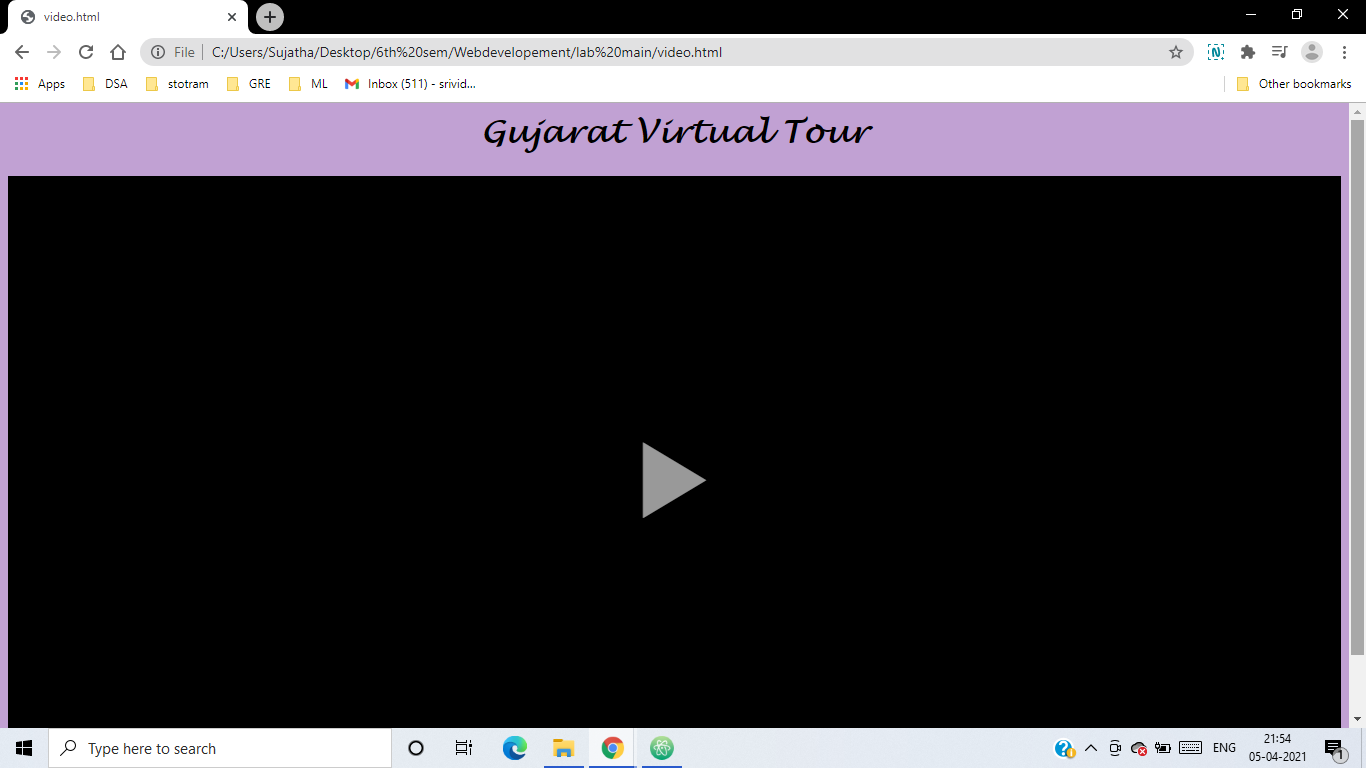 video.html
File
C:/Users/Sujatha/Desktop/6th%20sem/Webdevelopement/lab%20main/video.html
Apps DSA stotram GRE ML Inbox (511) - srivid... Other bookmarks
Gujarat Virtual Tour
Type here to search
ENG
21:54
05-04-2021
1